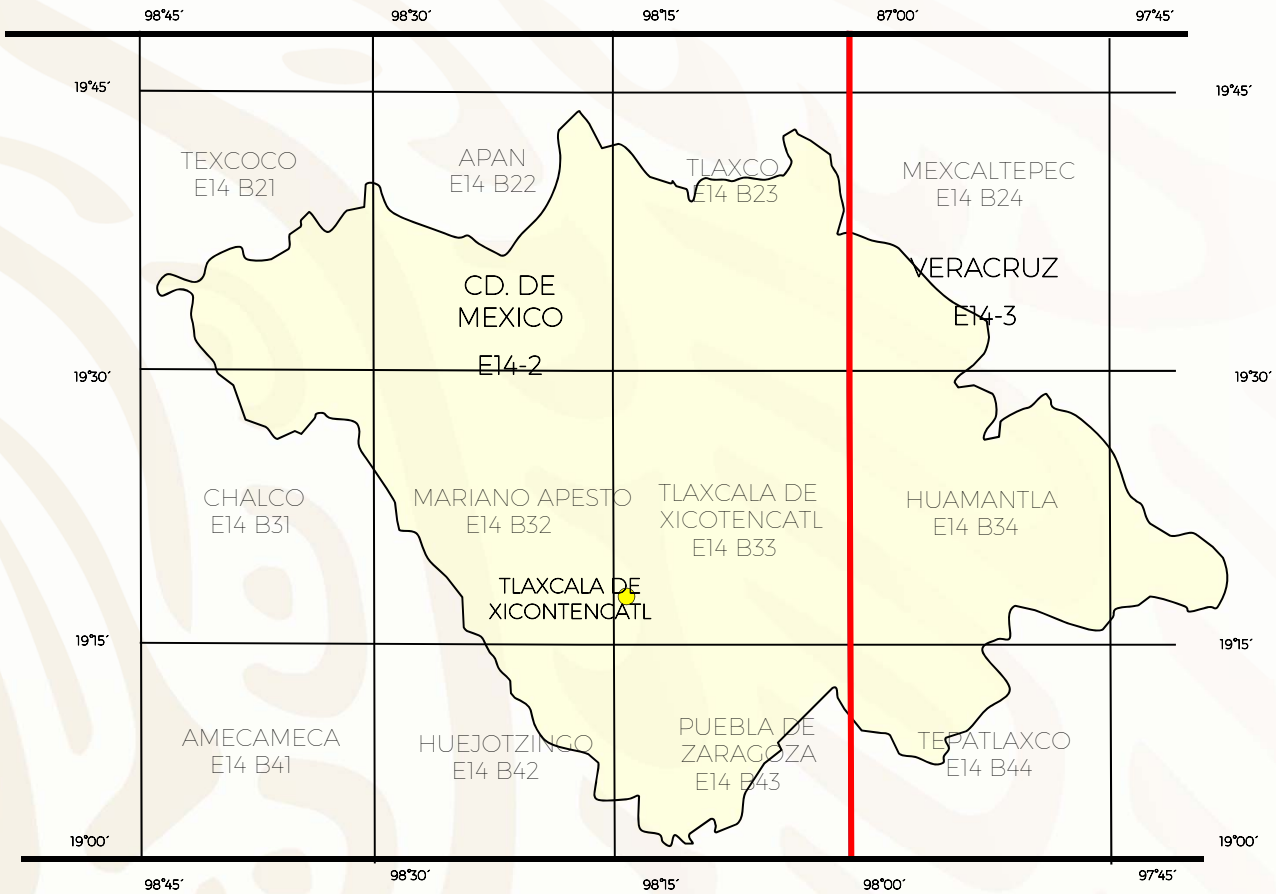 98°45´ 98°30´ 98°15´ 87°00´ 97°45´
19°45´ 19°45´
TEXCOCO
E14 B21
APAN
E14 B22
TLAXCO
E14 B23
MEXCALTEPEC
E14 B24
CD. DE
MEXICO
E14-2
VERACRUZ
E14-3
19°30´ 19°30´
CHALCO
E14 B31
MARIANO APESTO
E14 B32
TLAXCALA DE
XICOTENCATL
E14 B33
HUAMANTLA
E14 B34
TLAXCALA DE
XICONTENCATL
19°15´ 19°15´
AMECAMECA
E14 B41
HUEJOTZINGO
E14 B42
PUEBLA DE
ZARAGOZA
E14 B43
TEPATLAXCO
E14 B44
19°00´ 19°00´
98°45´ 98°30´ 98°15´ 98°00´ 97°45´